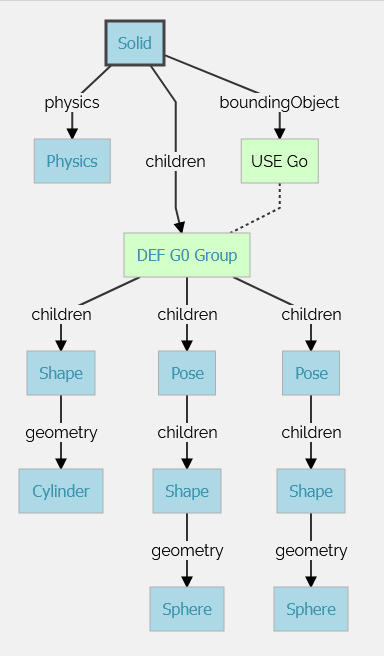 Solid
physics
boundingObject
Physics
children
USE Go
DEF G0 Group
children
children
children
Shape
Pose
Pose
geometry
children
children
Cylinder
Shape
Shape
geometry
geometry
Sphere
Sphere